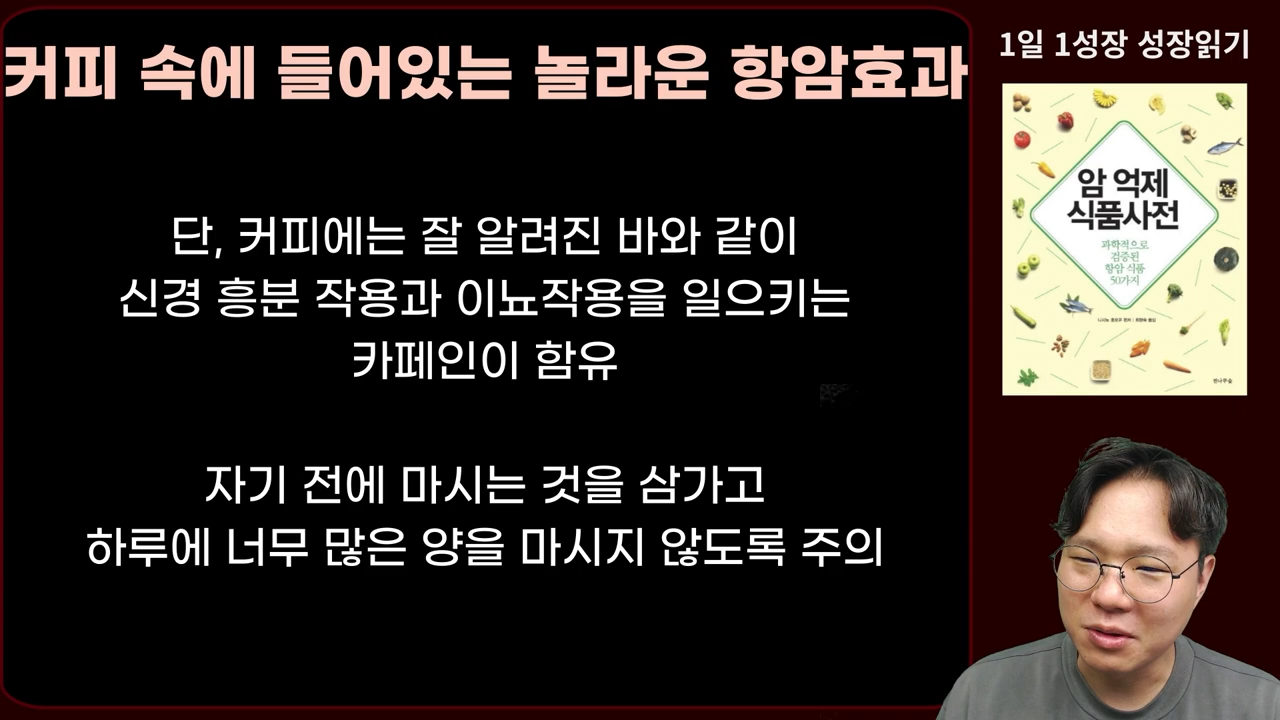 커피 속에 들어있는 놀라운 항암효과
단, 커피에는 잘 알려진 바와 같이
신경 흥분 작용과 이뇨작용을 일으키는
카페인이 함유
자기 전에 마시는 것을 삼가고
하루에 너무 많은 양을 마시지 않도록 주의
1일 1성장 성장읽기
암 억제
식품사전
과학적으로
검증된
항암 식품
50가지
전나무숲